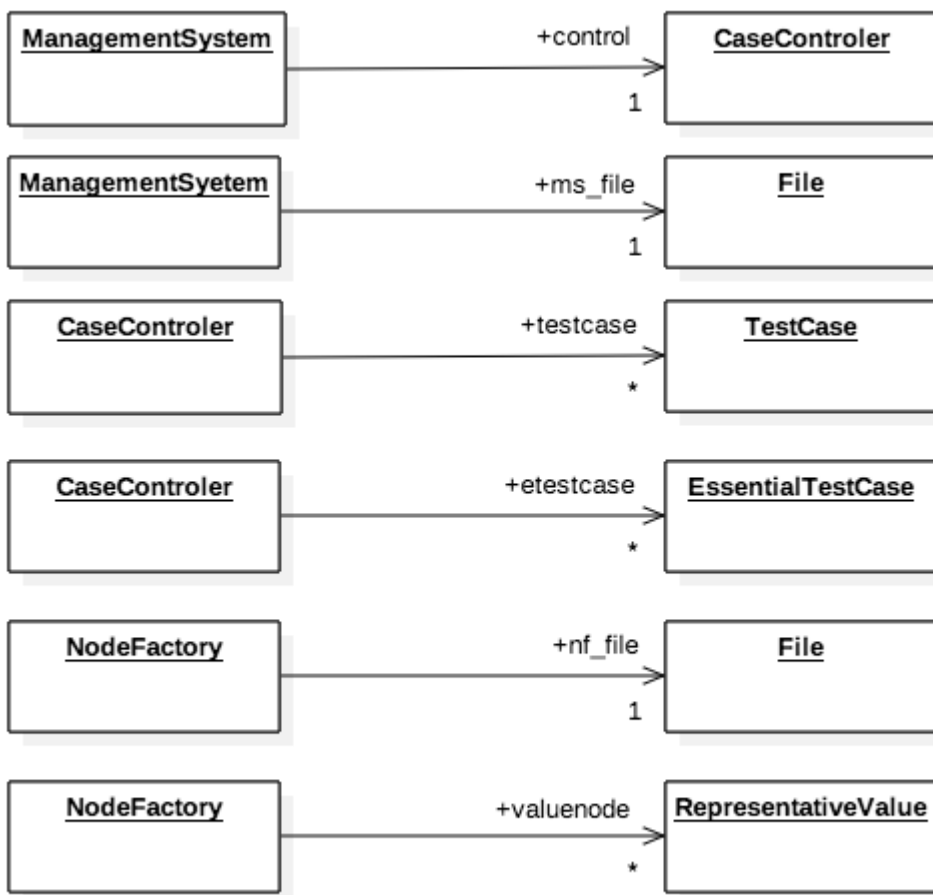 ManagementSystem
+control
CaseControler
1
ManagementSyetem
+ms_file
File
1
CaseControler
+testcase
TestCase
*
CaseControler
+etestcase
EssentialTestCase
*
NodeFactory
+nf_file
File
1
NodeFactory
+valuenode
RepresentativeValue
*